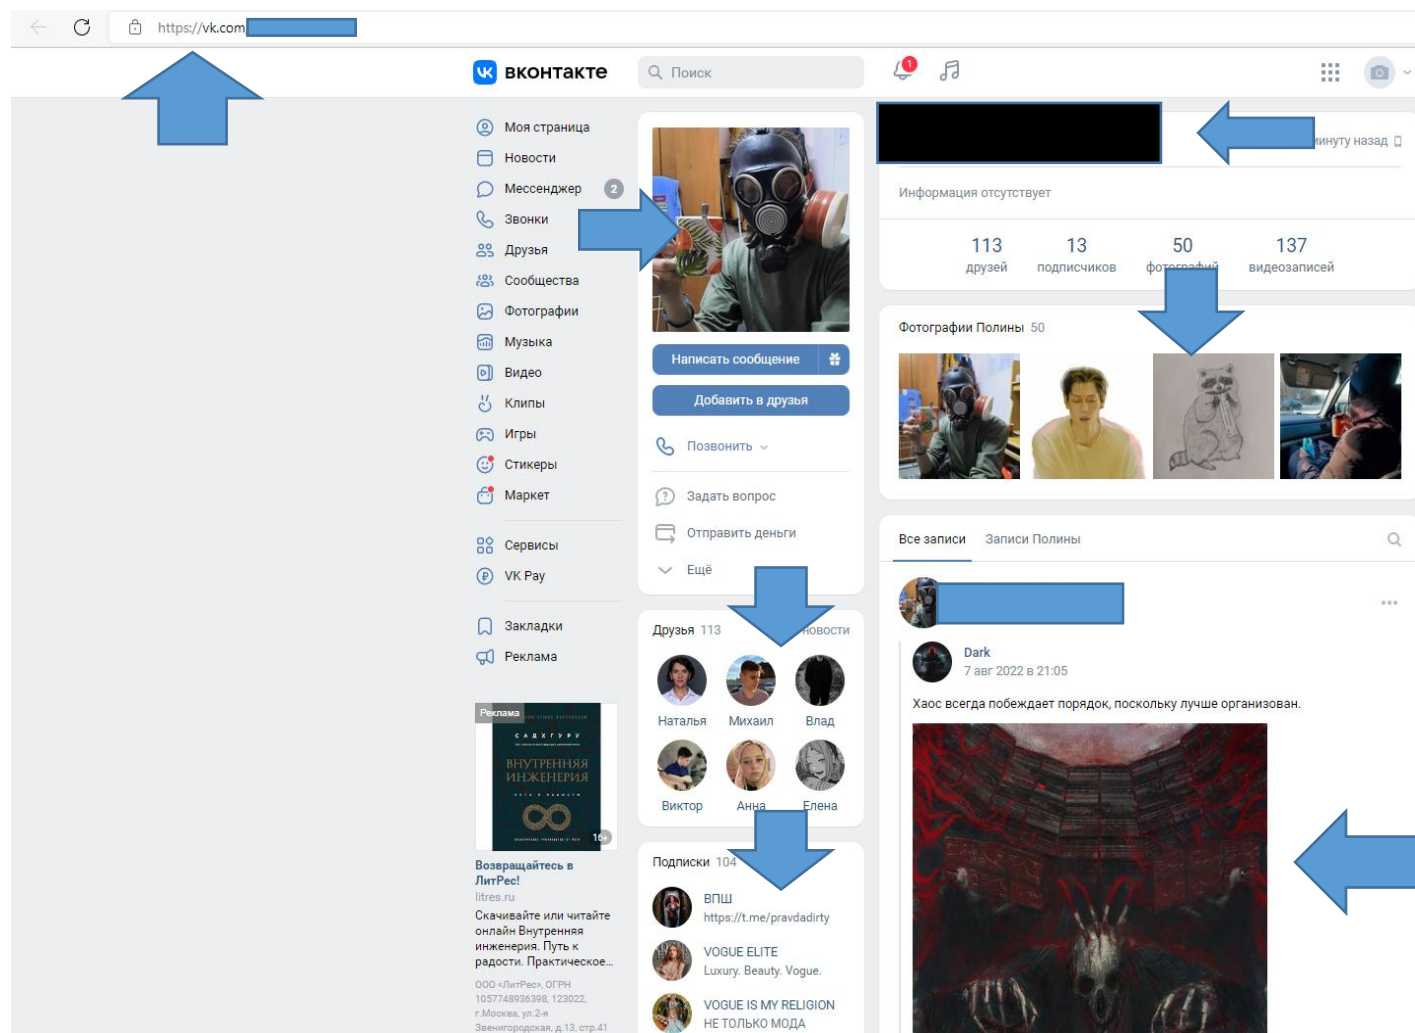 https://vk.com
вконтакте
Поиск
1
Моя страница
Новости
Мессенджер 2
Звонки
Друзья
Сообщества
Фотографии
Музыка
Видео
Клипы
Игры
Стикеры
Маркет
Сервисы
VK Pay
Закладки
Реклама
Реклама
САДХГУРУ
ВНУТРЕННЯЯ
ИНЖЕНЕРИЯ
16+
Возвращайтесь в
ЛитРес!
litres.ru
Скачивайте или читайте
онлайн Внутренняя
инженерия. Путь к
радости. Практическое...
ООО «ЛитРес», ОГРН
1057748936398, 123022,
г.Москва, ул.2-я
Звенигородская, д.13, стр.41
Написать сообщение
Добавить в друзья
Позвонить
Задать вопрос
Отправить деньги
Ещё
Друзья 113
новости
Наталья Михаил Влад
Виктор Анна Елена
Подписки 104
ВПШ
https://t.me/pravdadirty
VOGUE ELITE
Luxury. Beauty. Vogue.
VOGUE IS MY RELIGION
НЕ ТОЛЬКО МОДА
минуту назад
Информация отсутствует
113 13 50 137
друзей подписчиков фотографий видеозаписей
Фотографии Полины 50
Все записи Записи Полины
Dark
7 авг 2022 в 21:05
Хаос всегда побеждает порядок, поскольку лучше организован.